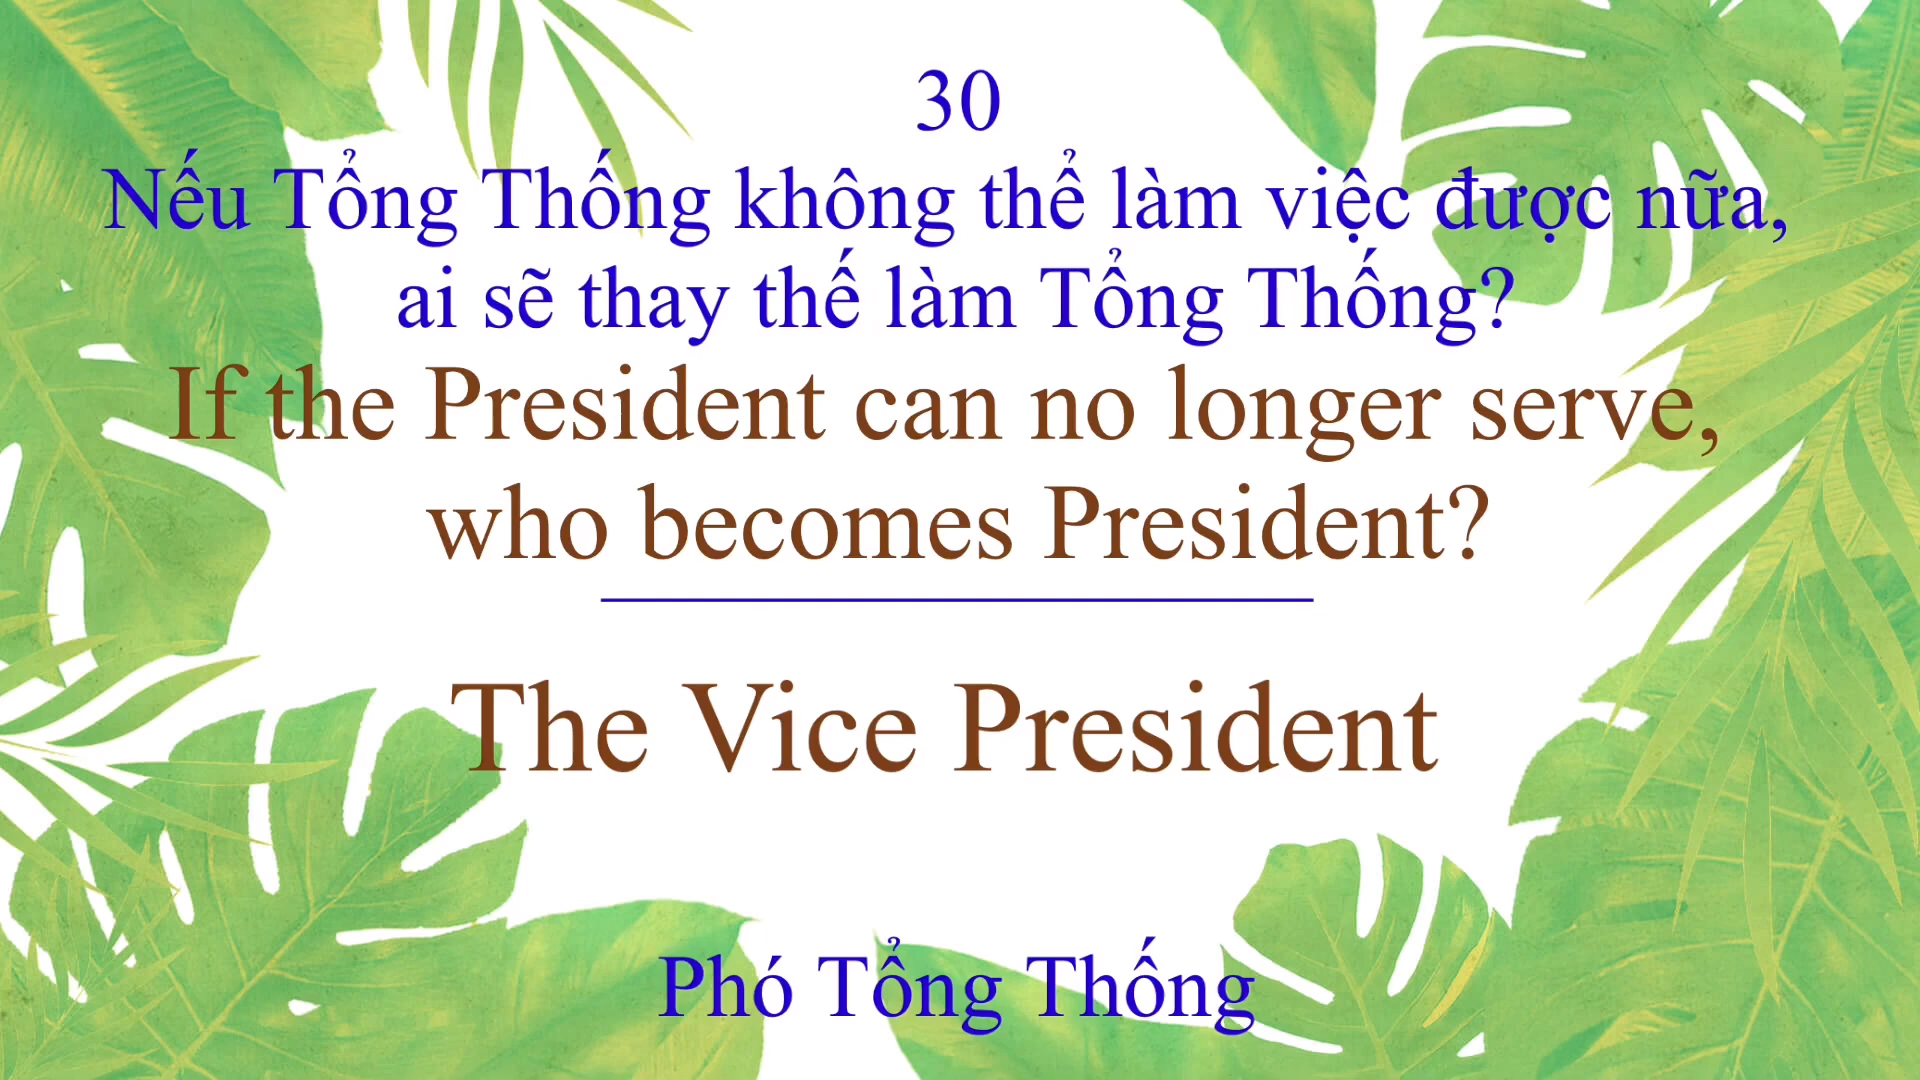 30
Nếu Tổng Thống không thể làm việc được nữa,
ai sẽ thay thế làm Tổng Thống?
If the President can no longer serve,
who becomes President?
The Vice President
Phó Tổng Thống